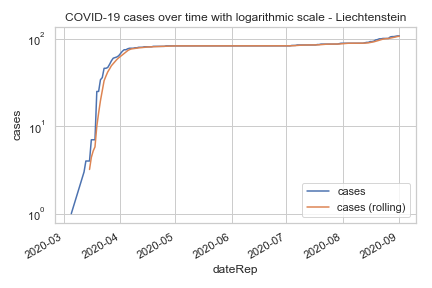 COVID-19 cases over time with logarithmic scale - Liechtenstein
10²
10¹
10⁰
cases
cases
cases (rolling)
2020-03
2020-04
2020-05
2020-06
2020-07
2020-08
2020-09
dateRep